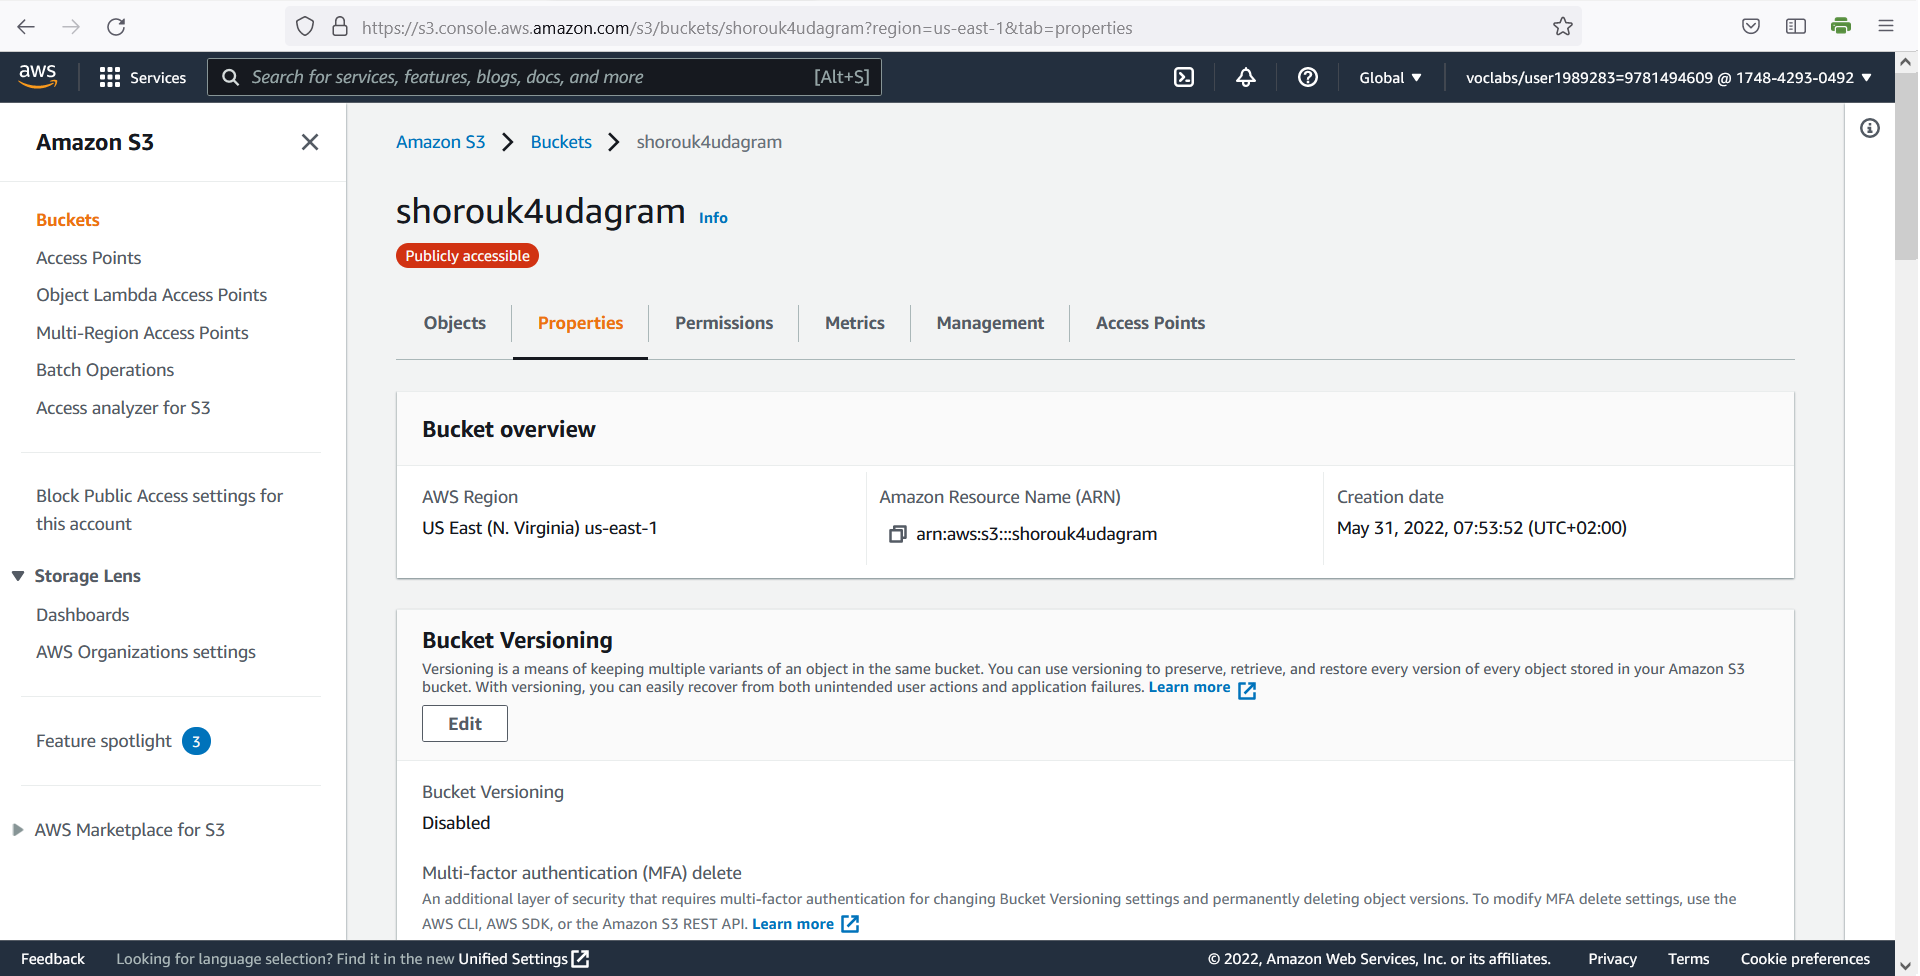 https://s3.console.aws.amazon.com/s3/buckets/shorouk4udagram?region=us-east-1&tab=properties
aws
Services
Search for services, features, blogs, docs, and more
[Alt+S]
Global
voclabs/user1989283=9781494609 @ 1748-4293-0492
Amazon S3
Buckets
Access Points
Object Lambda Access Points
Multi-Region Access Points
Batch Operations
Access analyzer for S3
Block Public Access settings for
this account
Storage Lens
Dashboards
AWS Organizations settings
Feature spotlight 3
AWS Marketplace for S3
Amazon S3 Buckets shorouk4udagram
shorouk4udagram Info
Publicly accessible
Objects Properties Permissions Metrics Management Access Points
Bucket overview
AWS Region
US East (N. Virginia) us-east-1
Amazon Resource Name (ARN)
arn:aws:s3:::shorouk4udagram
Creation date
May 31, 2022, 07:53:52 (UTC+02:00)
Bucket Versioning
Versioning is a means of keeping multiple variants of an object in the same bucket. You can use versioning to preserve, retrieve, and restore every version of every object stored in your Amazon S3
bucket. With versioning, you can easily recover from both unintended user actions and application failures. Learn more
Edit
Bucket Versioning
Disabled
Multi-factor authentication (MFA) delete
An additional layer of security that requires multi-factor authentication for changing Bucket Versioning settings and permanently deleting object versions. To modify MFA delete settings, use the
AWS CLI, AWS SDK, or the Amazon S3 REST API. Learn more
Feedback
Looking for language selection? Find it in the new Unified Settings
© 2022, Amazon Web Services, Inc. or its affiliates.
Privacy
Terms
Cookie preferences